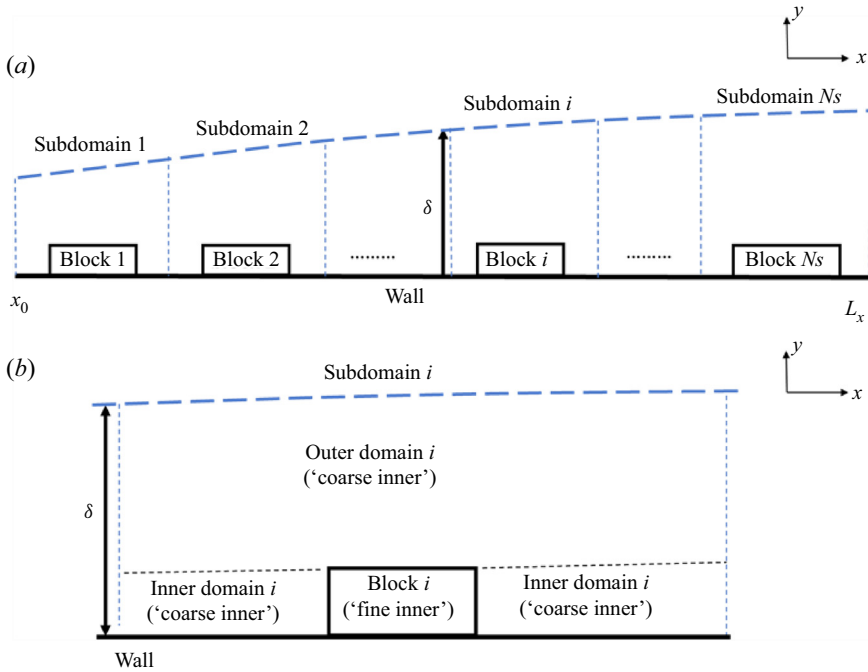 y
(a)
x
Subdomain i
Subdomain Ns
Subdomain 2
Subdomain 1
δ
Block 1
Block 2
.........
Block i
.........
Block Ns
Wall
x0
Lx
(b)
y
Subdomain i
x
Outer domain i
(‘coarse inner’)
δ
Inner domain i
(‘coarse inner’)
Block i
(‘fine inner’)
Inner domain i
(‘coarse inner’)
Wall